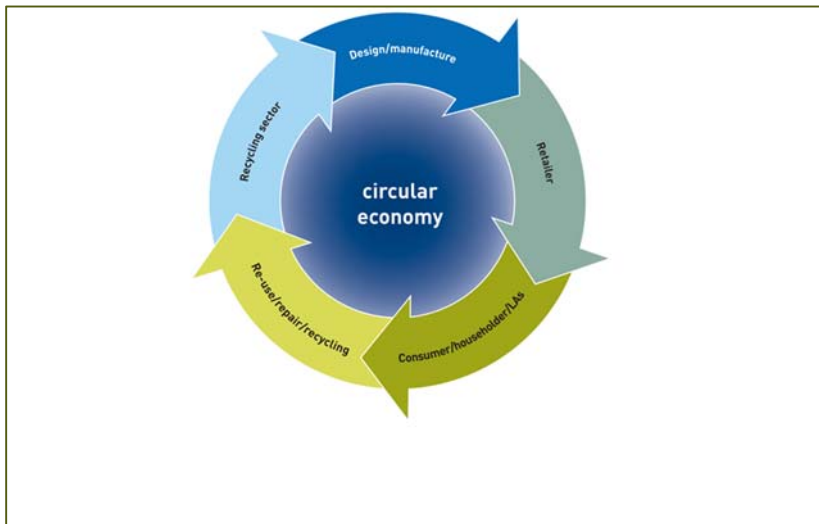 Design/manufacture
Retailer
Consumer/householder/LAs
Re-use/repair/recycling
Recycling sector
circular
economy